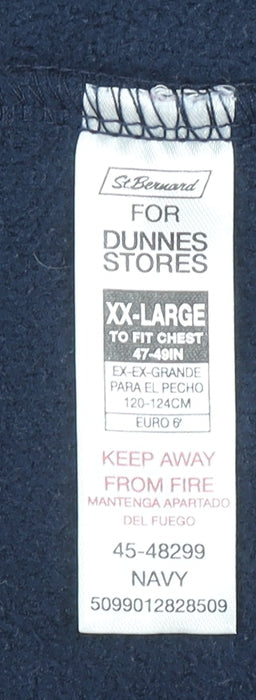 St Bernard
FOR
DUNNES
STORES
XX-LARGE
TO FIT CHEST
47-49IN
EX-EX-GRANDE
PARA EL PECHO
120-124CM
EURO 6'
KEEP AWAY
FROM FIRE
MANTENGA APARTADO
DEL FUEGO
45-48299
NAVY
5099012828509